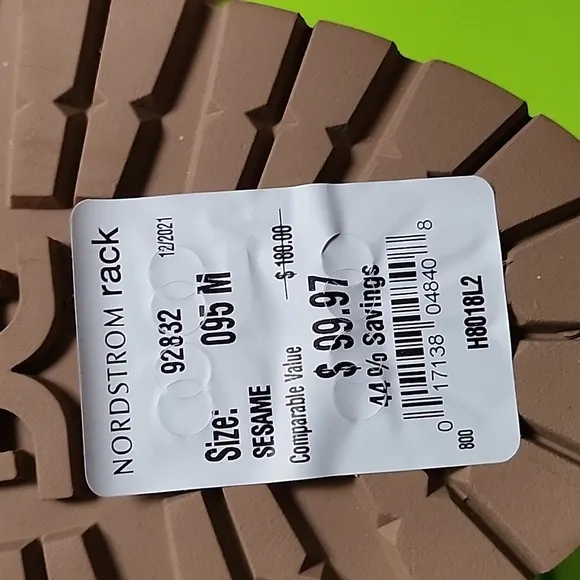 NORDSTROM rack
92832 12/2021
Size: 095 M
SESAME
Comparable Value $ 180.00
$ 99.97
44 % Savings
0 17138 04840 8
800 H8018L2